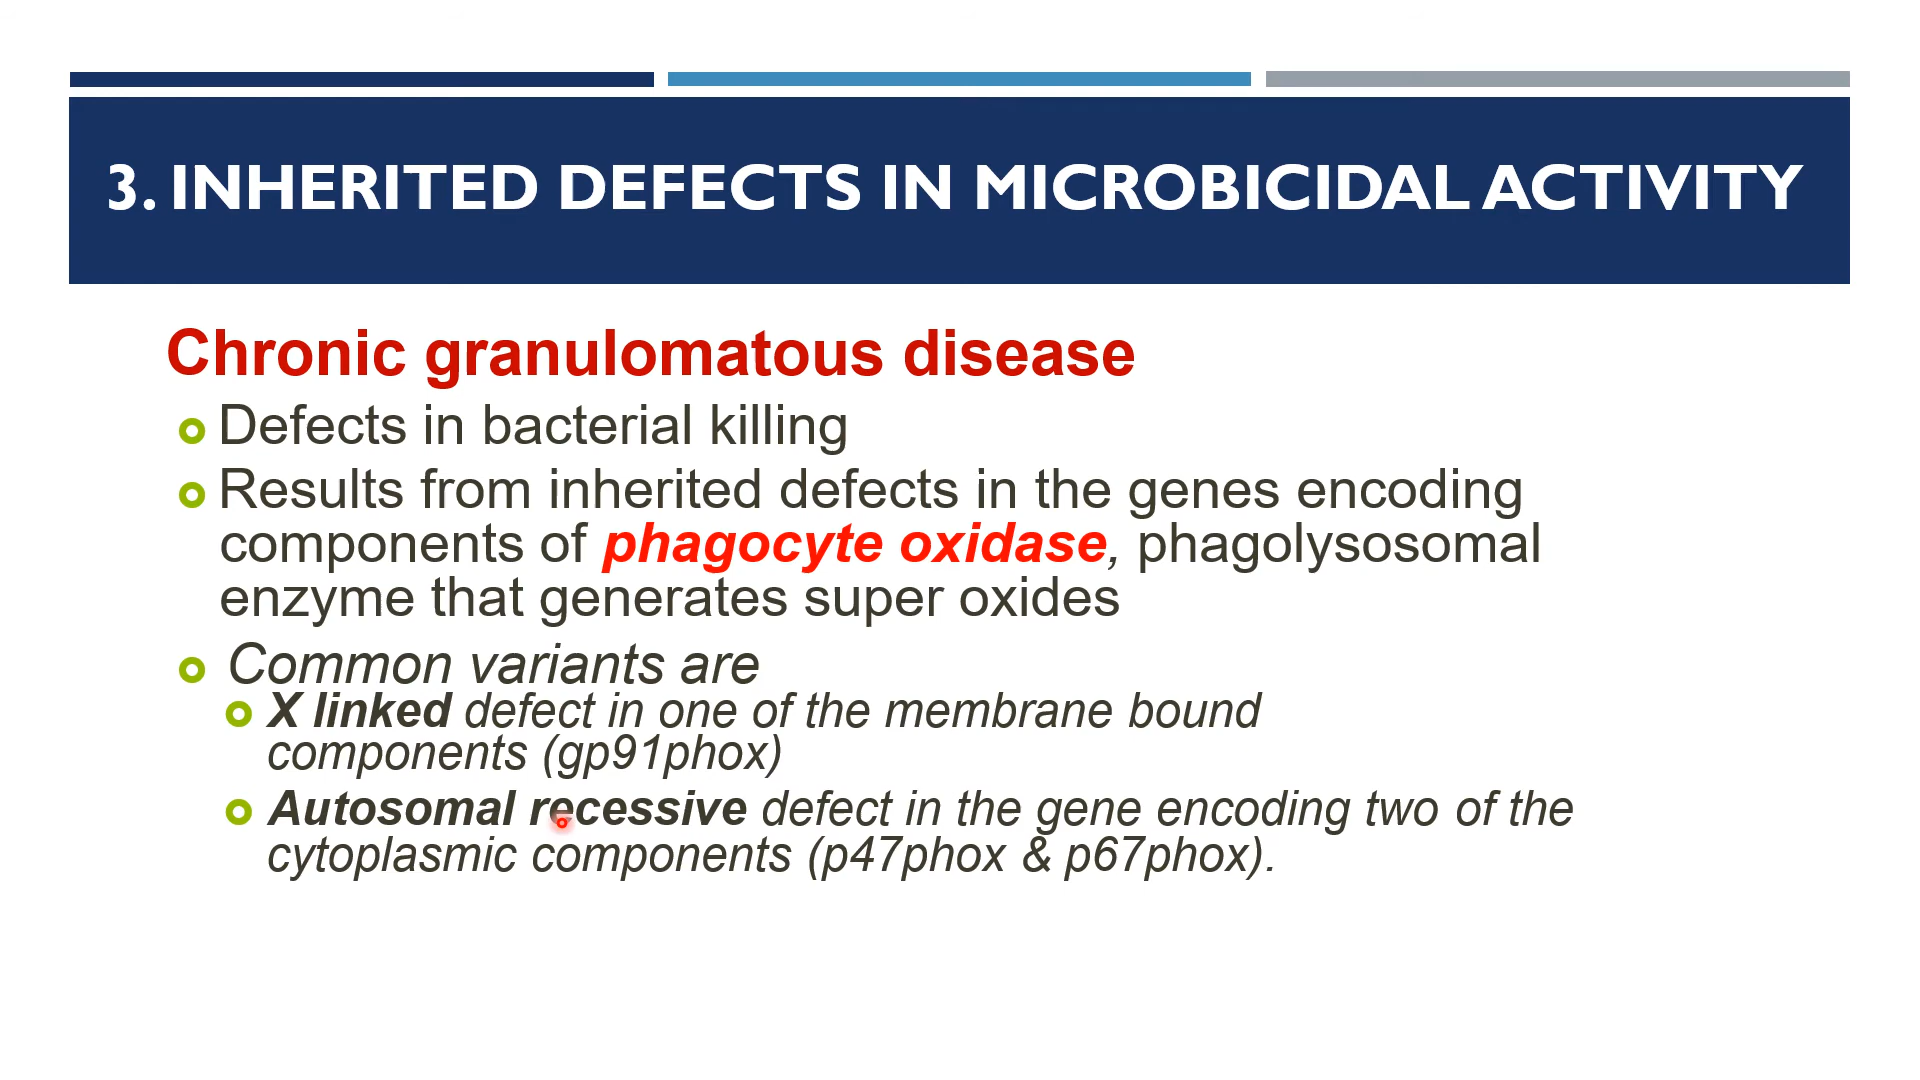 3. INHERITED DEFECTS IN MICROBICIDAL ACTIVITY
Chronic granulomatous disease
Defects in bacterial killing
Results from inherited defects in the genes encoding
components of phagocyte oxidase, phagolysosomal
enzyme that generates super oxides
Common variants are
X linked defect in one of the membrane bound
components (gp91phox)
Autosomal recessive defect in the gene encoding two of the
cytoplasmic components (p47phox & p67phox).